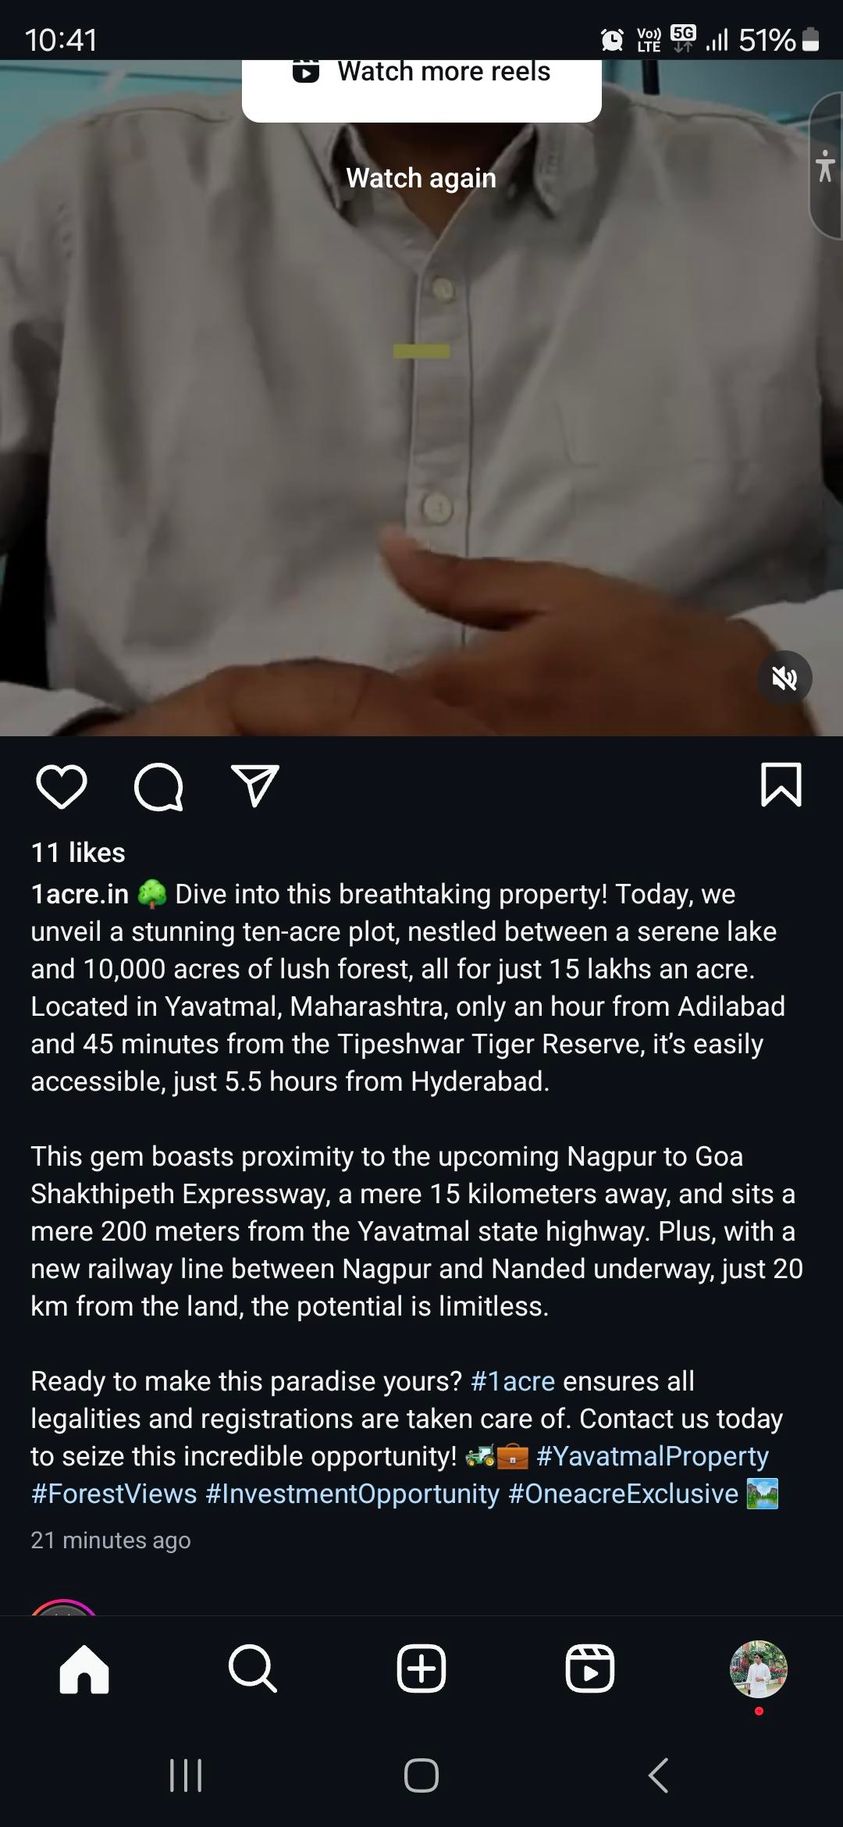 10:41
Vo)) LTE 5G 51%
Watch more reels
Watch again
11 likes
1acre.in 🌳 Dive into this breathtaking property! Today, we
unveil a stunning ten-acre plot, nestled between a serene lake
and 10,000 acres of lush forest, all for just 15 lakhs an acre.
Located in Yavatmal, Maharashtra, only an hour from Adilabad
and 45 minutes from the Tipeshwar Tiger Reserve, it’s easily
accessible, just 5.5 hours from Hyderabad.
This gem boasts proximity to the upcoming Nagpur to Goa
Shakthipeth Expressway, a mere 15 kilometers away, and sits a
mere 200 meters from the Yavatmal state highway. Plus, with a
new railway line between Nagpur and Nanded underway, just 20
km from the land, the potential is limitless.
Ready to make this paradise yours? #1acre ensures all
legalities and registrations are taken care of. Contact us today
to seize this incredible opportunity! 🚜💼 #YavatmalProperty
#ForestViews #InvestmentOpportunity #OneacreExclusive 🏞️
21 minutes ago